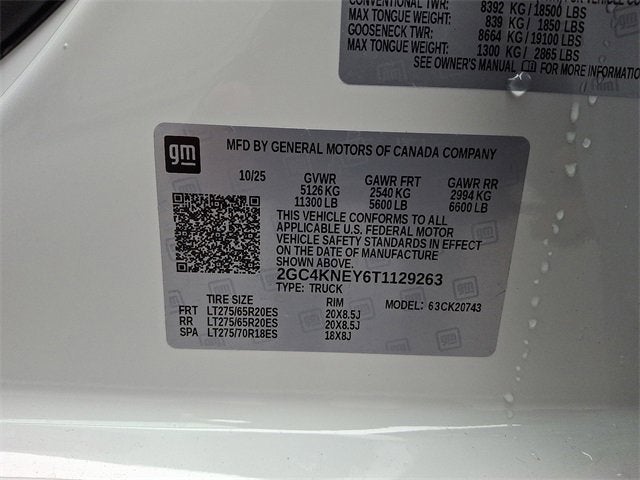 CONVENTIONAL TWR: 8392 KG/18500 LBS
MAX TONGUE WEIGHT: 839 KG/ 1850 LBS
GOOSENECK TWR: 8664 KG/19100 LBS
MAX TONGUE WEIGHT: 1300 KG/ 2865 LBS
SEE OWNER'S MANUAL FOR MORE INFORMATIO
gm
MFD BY GENERAL MOTORS OF CANADA COMPANY
10/25 GVWR GAWR FRT GAWR RR
5126 KG 2540 KG 2994 KG
11300 LB 5600 LB 6600 LB
THIS VEHICLE CONFORMS TO ALL
APPLICABLE U.S. FEDERAL MOTOR
VEHICLE SAFETY STANDARDS IN EFFECT
ON THE DATE OF MANUFACTURE
SHOWN ABOVE.
2GC4KNEY6T1129263
TYPE: TRUCK
TIRE SIZE RIM MODEL: 63CK20743
FRT LT275/65R20ES 20X8.5J
RR LT275/65R20ES 20X8.5J
SPA LT275/70R18ES 18X8J